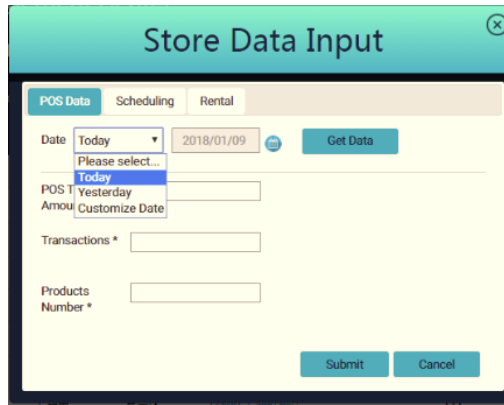 Store Data Input
POS Data Scheduling Rental
Date Today 2018/01/09 Get Data
Please select...
Today
Yesterday
Customize Date
POS T
Amou
Transactions *
Products
Number *
Submit Cancel